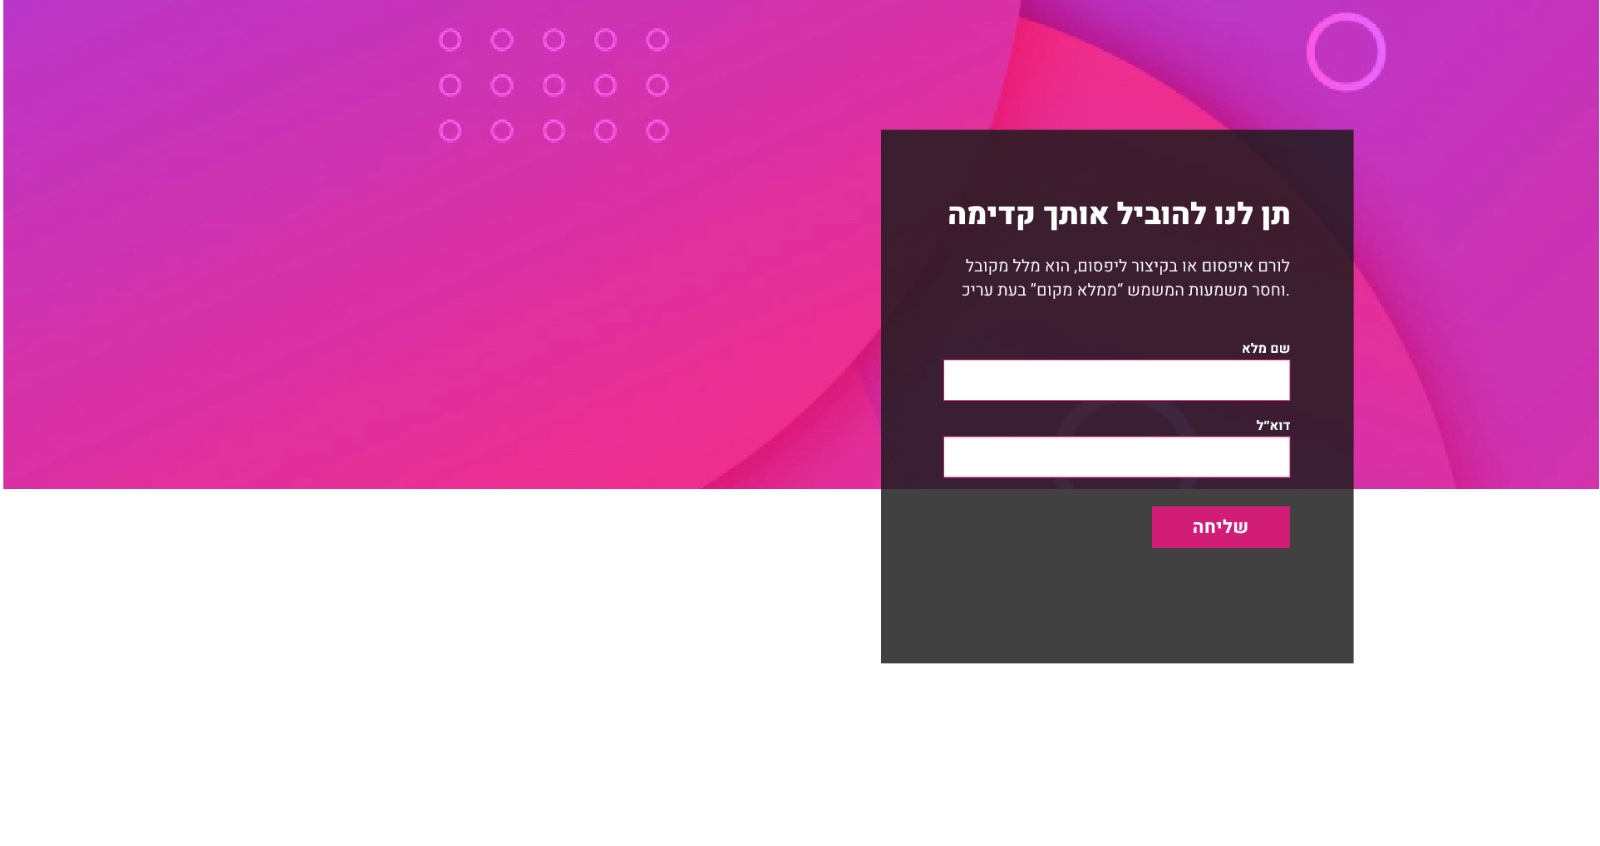 תן לנו להוביל אותך קדימה
לורם איפסום או בקיצור ליפסום, הוא מלל מקובל
וחסר משמעות המשמש “ממלא מקום” בעת עריכ.
שם מלא
דוא״ל
שליחה